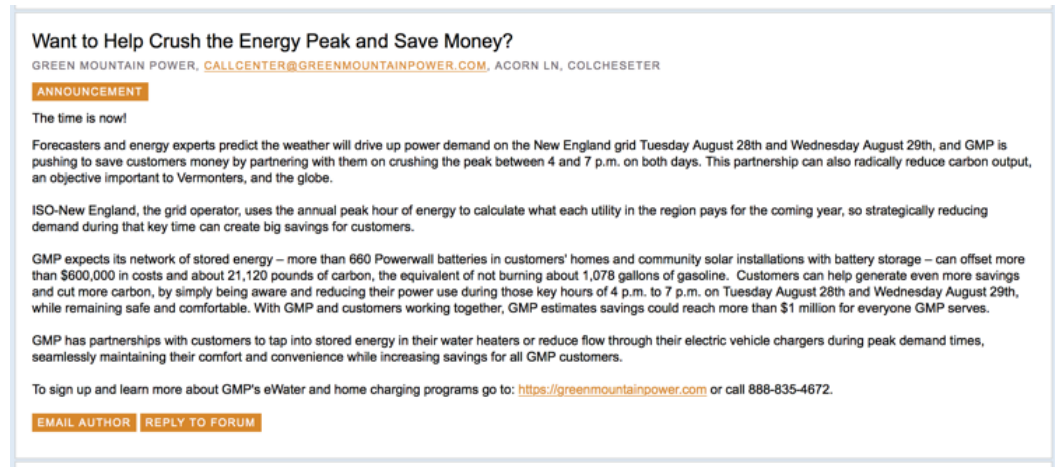 Want to Help Crush the Energy Peak and Save Money?
GREEN MOUNTAIN POWER, CALLCENTER@GREENMOUNTAINPOWER.COM, ACORN LN, COLCHESETER
ANNOUNCEMENT
The time is now!
Forecasters and energy experts predict the weather will drive up power demand on the New England grid Tuesday August 28th and Wednesday August 29th, and GMP is
pushing to save customers money by partnering with them on crushing the peak between 4 and 7 p.m. on both days. This partnership can also radically reduce carbon output,
an objective important to Vermonters, and the globe.
ISO-New England, the grid operator, uses the annual peak hour of energy to calculate what each utility in the region pays for the coming year, so strategically reducing
demand during that key time can create big savings for customers.
GMP expects its network of stored energy – more than 660 Powerwall batteries in customers' homes and community solar installations with battery storage – can offset more
than $600,000 in costs and about 21,120 pounds of carbon, the equivalent of not burning about 1,078 gallons of gasoline. Customers can help generate even more savings
and cut more carbon, by simply being aware and reducing their power use during those key hours of 4 p.m. to 7 p.m. on Tuesday August 28th and Wednesday August 29th,
while remaining safe and comfortable. With GMP and customers working together, GMP estimates savings could reach more than $1 million for everyone GMP serves.
GMP has partnerships with customers to tap into stored energy in their water heaters or reduce flow through their electric vehicle chargers during peak demand times,
seamlessly maintaining their comfort and convenience while increasing savings for all GMP customers.
To sign up and learn more about GMP's eWater and home charging programs go to: https://greenmountainpower.com or call 888-835-4672.
EMAIL AUTHOR REPLY TO FORUM